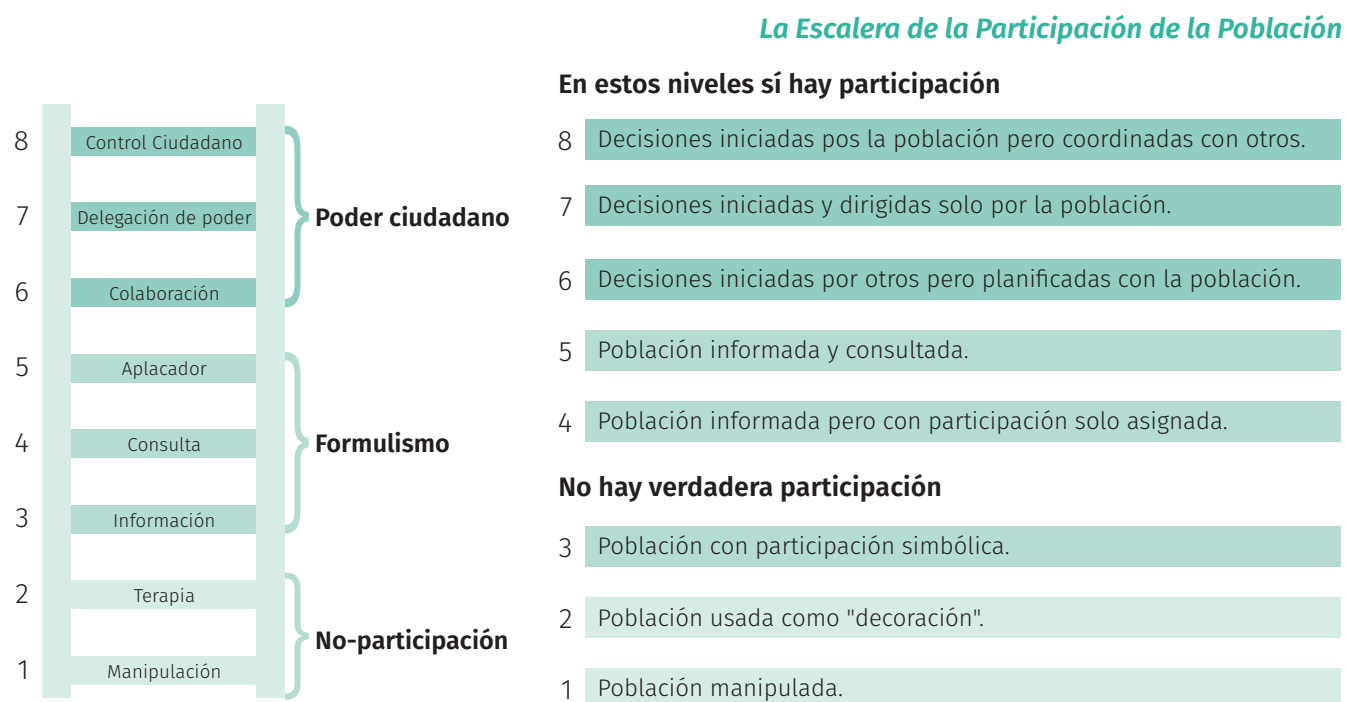 La Escalera de la Participación de la Población
8 Control Ciudadano
7 Delegación de poder
6 Colaboración
Poder ciudadano
5 Aplacador
4 Consulta
3 Información
Formulismo
2 Terapia
1 Manipulación
No-participación
En estos niveles sí hay participación
8 Decisiones iniciadas pos la población pero coordinadas con otros.
7 Decisiones iniciadas y dirigidas solo por la población.
6 Decisiones iniciadas por otros pero planificadas con la población.
5 Población informada y consultada.
4 Población informada pero con participación solo asignada.
No hay verdadera participación
3 Población con participación simbólica.
2 Población usada como "decoración".
1 Población manipulada.